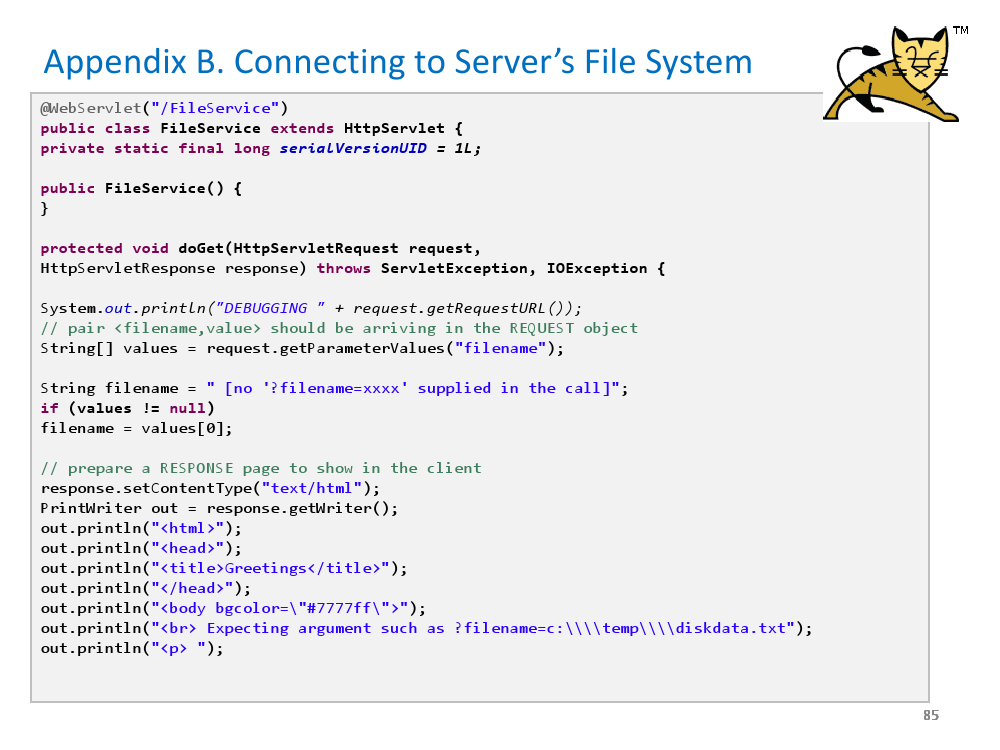 Appendix B. Connecting to Server’s File System
TM
@WebServlet("/FileService")
public class FileService extends HttpServlet {
private static final long serialVersionUID = 1L;
public FileService() {
}
protected void doGet(HttpServletRequest request,
HttpServletResponse response) throws ServletException, IOException {
System.out.println("DEBUGGING " + request.getRequestURL());
// pair <filename,value> should be arriving in the REQUEST object
String[] values = request.getParameterValues("filename");
String filename = " [no '?filename=xxxx' supplied in the call]";
if (values != null)
filename = values[0];
// prepare a RESPONSE page to show in the client
response.setContentType("text/html");
PrintWriter out = response.getWriter();
out.println("<html>");
out.println("<head>");
out.println("<title>Greetings</title>");
out.println("</head>");
out.println("<body bgcolor=\"#7777ff\">");
out.println("<br> Expecting argument such as ?filename=c:\\\\temp\\\\diskdata.txt");
out.println("<p> ");
85